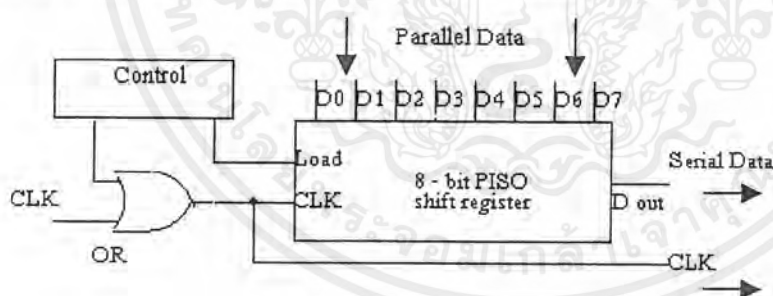 Parallel Data
Control
D0 D1 D2 D3 D4 D5 D6 D7
Load
8 - bit PISO
shift register
Serial Data
CLK
CLK
D out
OR
CLK